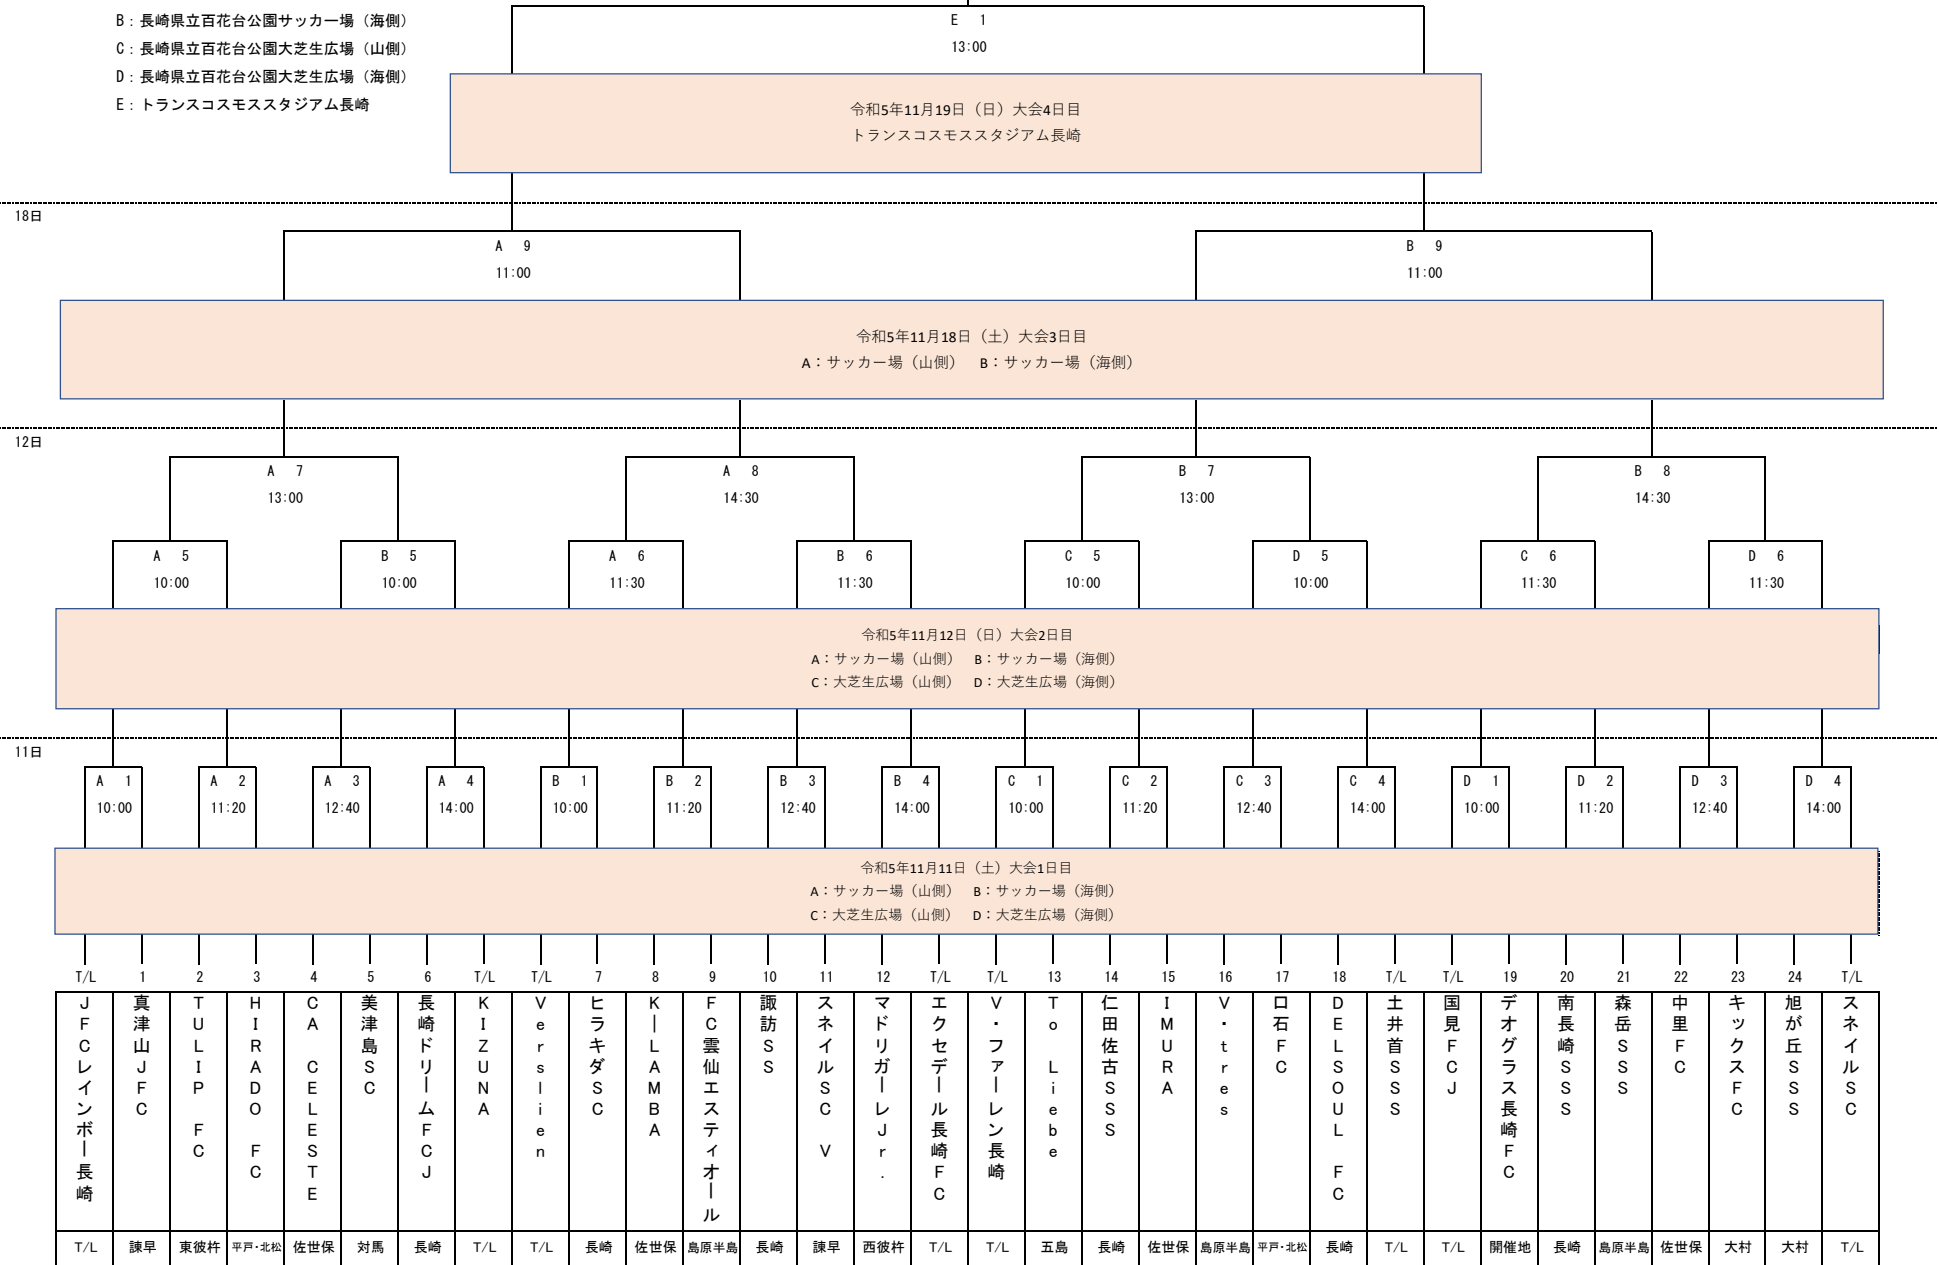 B：長崎県立百花台公園サッカー場（海側）
C：長崎県立百花台公園大芝生広場（山側）
D：長崎県立百花台公園大芝生広場（海側）
E：トランスコスモススタジアム長崎
E 1
13:00
令和5年11月19日（日）大会4日目
トランスコスモススタジアム長崎
18日
A 9
11:00
B 9
11:00
令和5年11月18日（土）大会3日目
A：サッカー場（山側）　B：サッカー場（海側）
12日
A 7
13:00
A 8
14:30
B 7
13:00
B 8
14:30
A 5
10:00
B 5
10:00
A 6
11:30
B 6
11:30
C 5
10:00
D 5
10:00
C 6
11:30
D 6
11:30
令和5年11月12日（日）大会2日目
A：サッカー場（山側）　B：サッカー場（海側）
C：大芝生広場（山側）　D：大芝生広場（海側）
11日
A 1
10:00
A 2
11:20
A 3
12:40
A 4
14:00
B 1
10:00
B 2
11:20
B 3
12:40
B 4
14:00
C 1
10:00
C 2
11:20
C 3
12:40
C 4
14:00
D 1
10:00
D 2
11:20
D 3
12:40
D 4
14:00
令和5年11月11日（土）大会1日目
A：サッカー場（山側）　B：サッカー場（海側）
C：大芝生広場（山側）　D：大芝生広場（海側）
T/L 1 2 3 4 5 6 T/L T/L 7 8 9 10 11 12 T/L T/L 13 14 15 16 17 18 T/L T/L 19 20 21 22 23 24 T/L
JFCレインボー長崎
真津山JFC
TULIP FC
HIRADO FC
CA CELESTE
美津島SC
長崎ドリームFCJ
KIZUNA
Verslien
ヒラキダSC
K｜LAMBA
FC雲仙エスティオール
諏訪SS
スネイルSC V
マドリガーレJr.
エクセデール長崎FC
V・ファーレン長崎
To Liebe
仁田佐古SSS
IMURA
V・tres
口石FC
DELSOUL FC
土井首SSS
国見FCJ
デオグラス長崎FC
南長崎SSS
森岳SSS
中里FC
キックスFC
旭が丘SSS
スネイルSC
T/L 諫早 東彼杵 平戸・北松 佐世保 対馬 長崎 T/L T/L 長崎 佐世保 島原半島 長崎 諫早 西彼杵 T/L T/L 五島 長崎 佐世保 島原半島 平戸・北松 長崎 T/L T/L 開催地 長崎 島原半島 佐世保 大村 大村 T/L